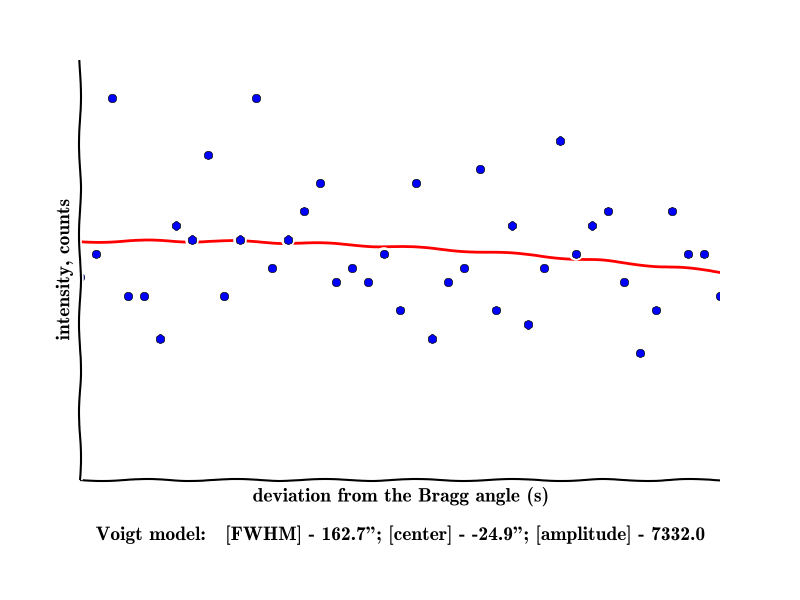 intensity, counts
deviation from the Bragg angle (s)
Voigt model: [FWHM] - 162.7”; [center] - -24.9”; [amplitude] - 7332.0